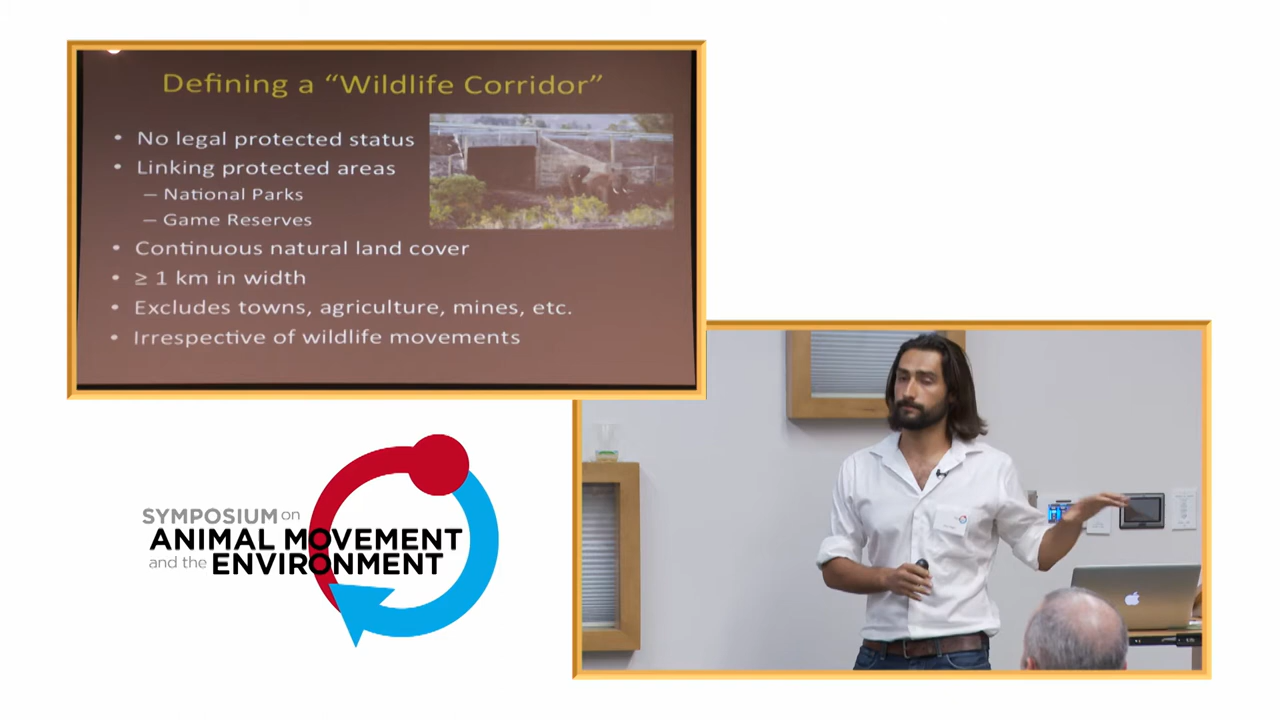 Defining a “Wildlife Corridor”
• No legal protected status
• Linking protected areas
– National Parks
– Game Reserves
• Continuous natural land cover
• ≥ 1 km in width
• Excludes towns, agriculture, mines, etc.
• Irrespective of wildlife movements
SYMPOSIUM on
ANIMAL MOVEMENT
and the ENVIRONMENT